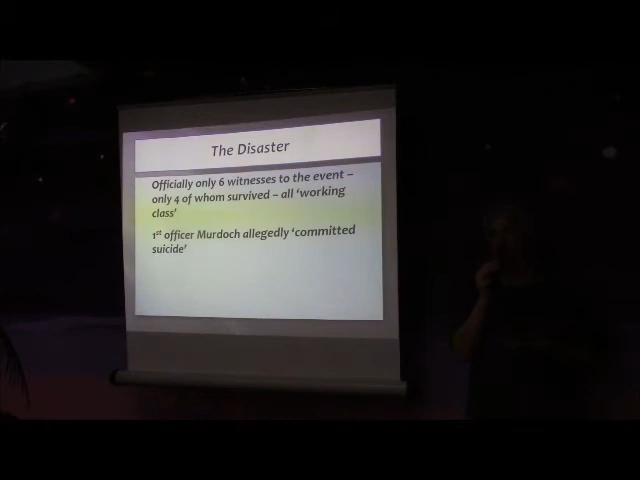 The Disaster
Officially only 6 witnesses to the event –
only 4 of whom survived – all ‘working
class’
1st officer Murdoch allegedly ‘committed
suicide’